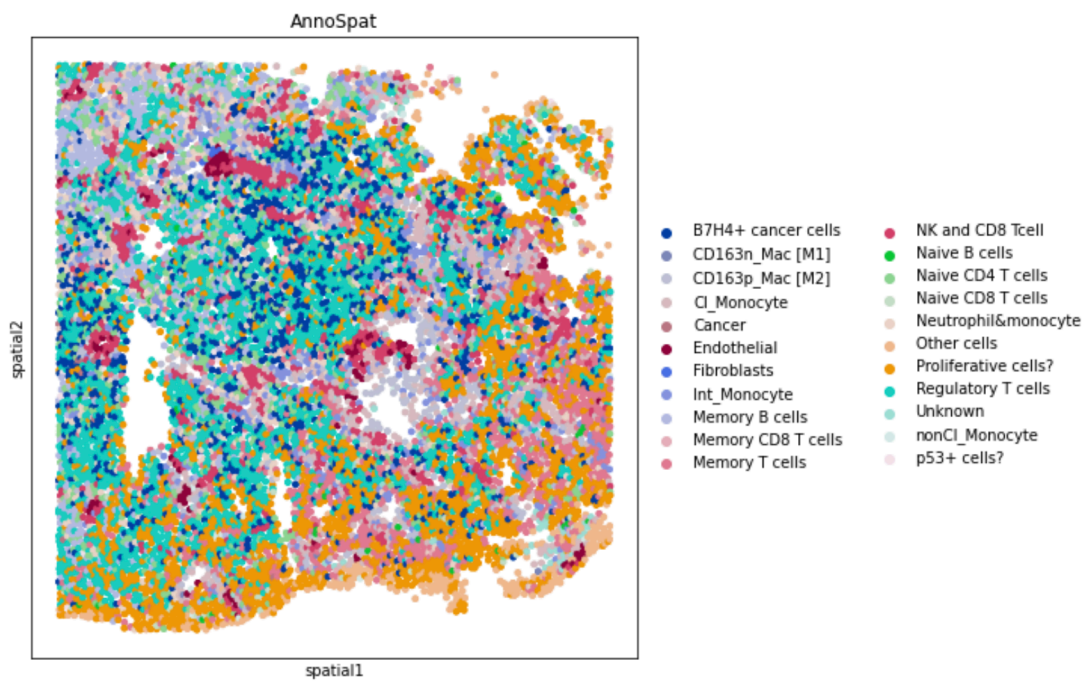 AnnoSpat
spatial2
spatial1
B7H4+ cancer cells
CD163n_Mac [M1]
CD163p_Mac [M2]
Cl_Monocyte
Cancer
Endothelial
Fibroblasts
Int_Monocyte
Memory B cells
Memory CD8 T cells
Memory T cells
NK and CD8 Tcell
Naive B cells
Naive CD4 T cells
Naive CD8 T cells
Neutrophil&monocyte
Other cells
Proliferative cells?
Regulatory T cells
Unknown
nonCl_Monocyte
p53+ cells?